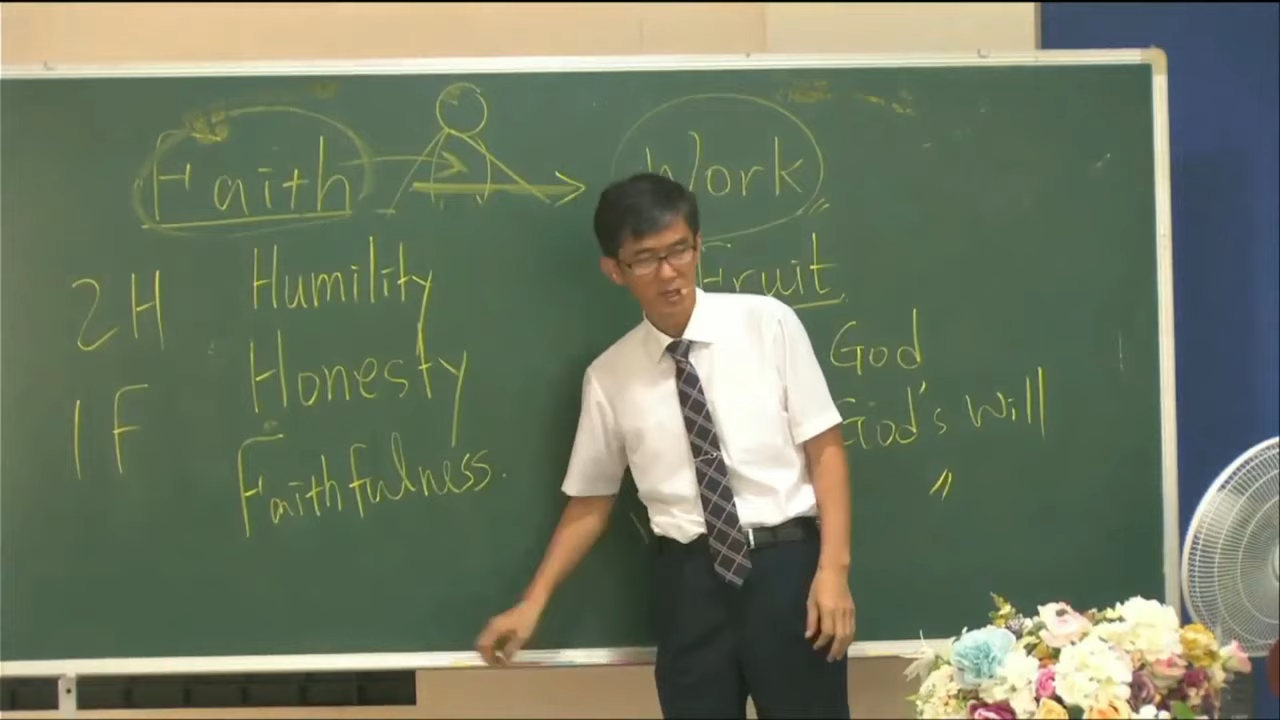 Faith Work
2H Humility Fruit
Honesty God
1F God's Will
Faithfulness. "